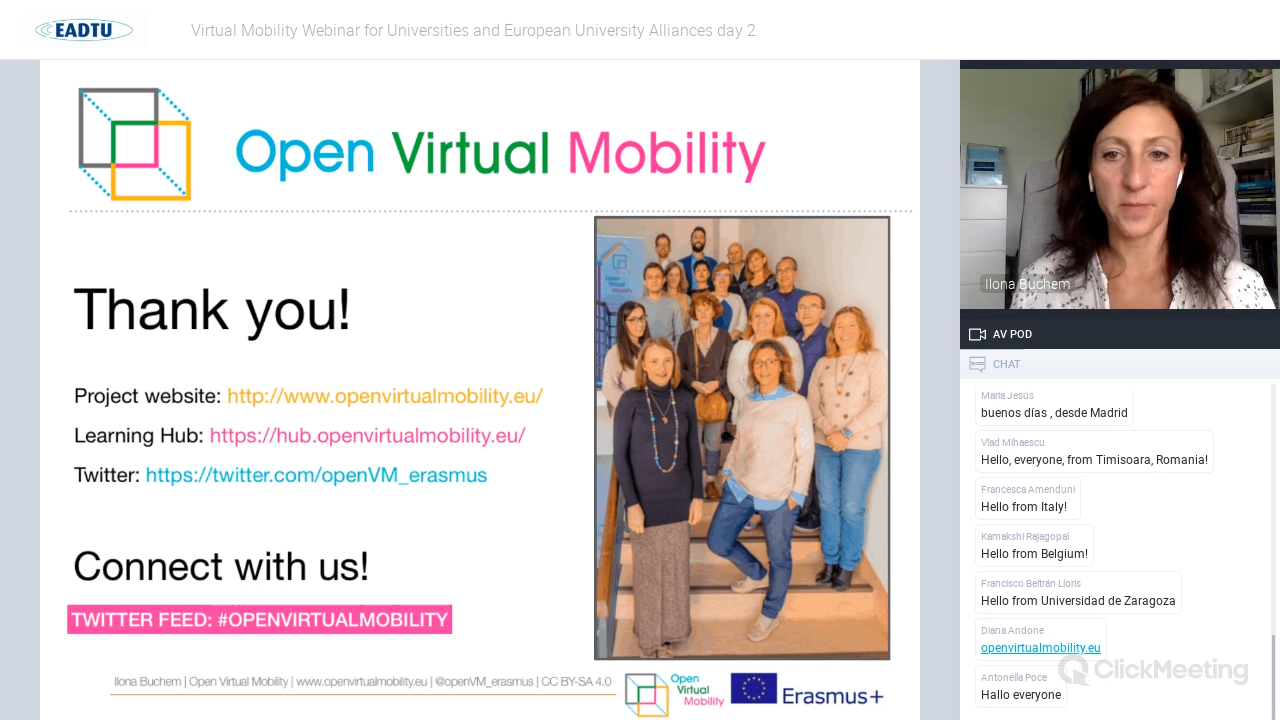 EADTU
Virtual Mobility Webinar for Universities and European University Alliances day 2
Open Virtual Mobility
Thank you!
Project website: http://www.openvirtualmobility.eu/
Learning Hub: https://hub.openvirtualmobility.eu/
Twitter: https://twitter.com/openVM_erasmus
Connect with us!
TWITTER FEED: #OPENVIRTUALMOBILITY
Ilona Buchem | Open Virtual Mobility | www.openvirtualmobility.eu | @openVM_erasmus | CC BY-SA 4.0
Open
Virtual
Mobility
Erasmus+
Ilona Buchem
AV POD
CHAT
Maria Jesús
buenos días , desde Madrid
Vlad Mihaescu
Hello, everyone, from Timisoara, Romania!
Francesca Amenduni
Hello from Italy!
Kamakshi Rajagopal
Hello from Belgium!
Francisco Beltrán Lloris
Hello from Universidad de Zaragoza
Diana Andone
openvirtualmobility.eu
Antonella Poce
Hallo everyone
ClickMeeting